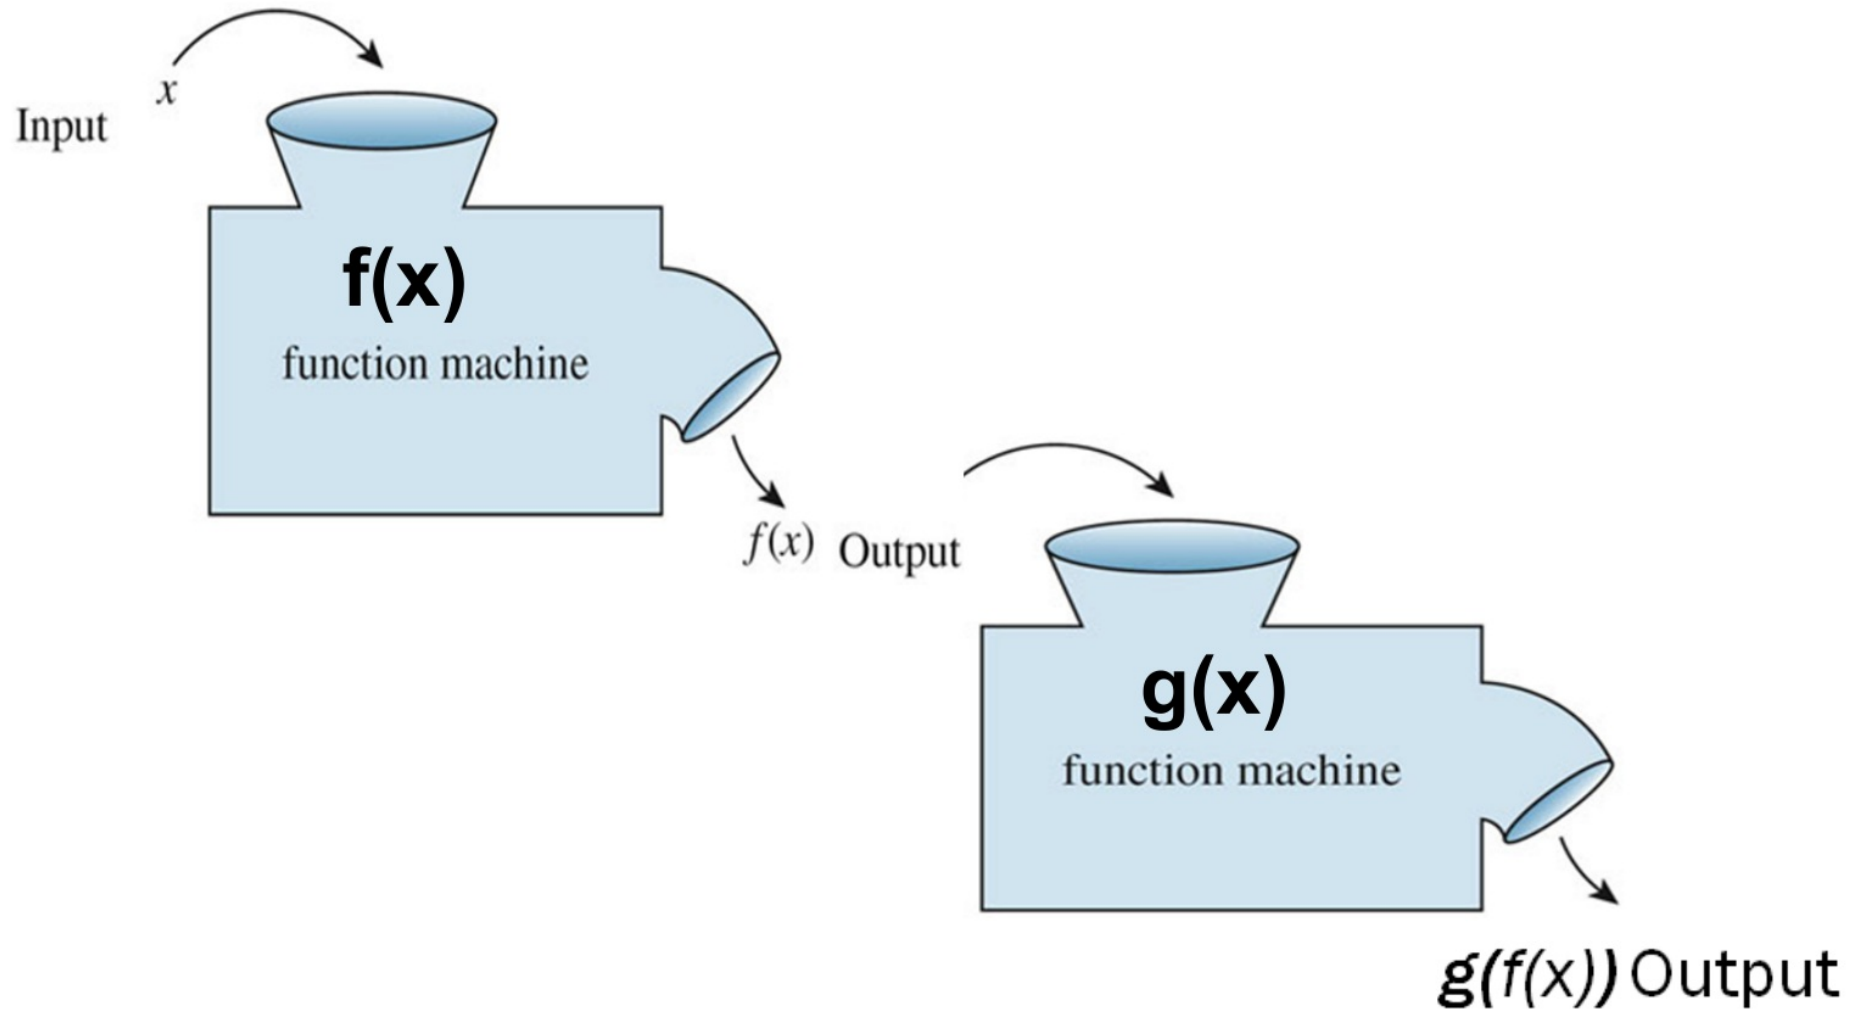 x
Input
f(x)
function machine
f(x) Output
g(x)
function machine
g(f(x)) Output